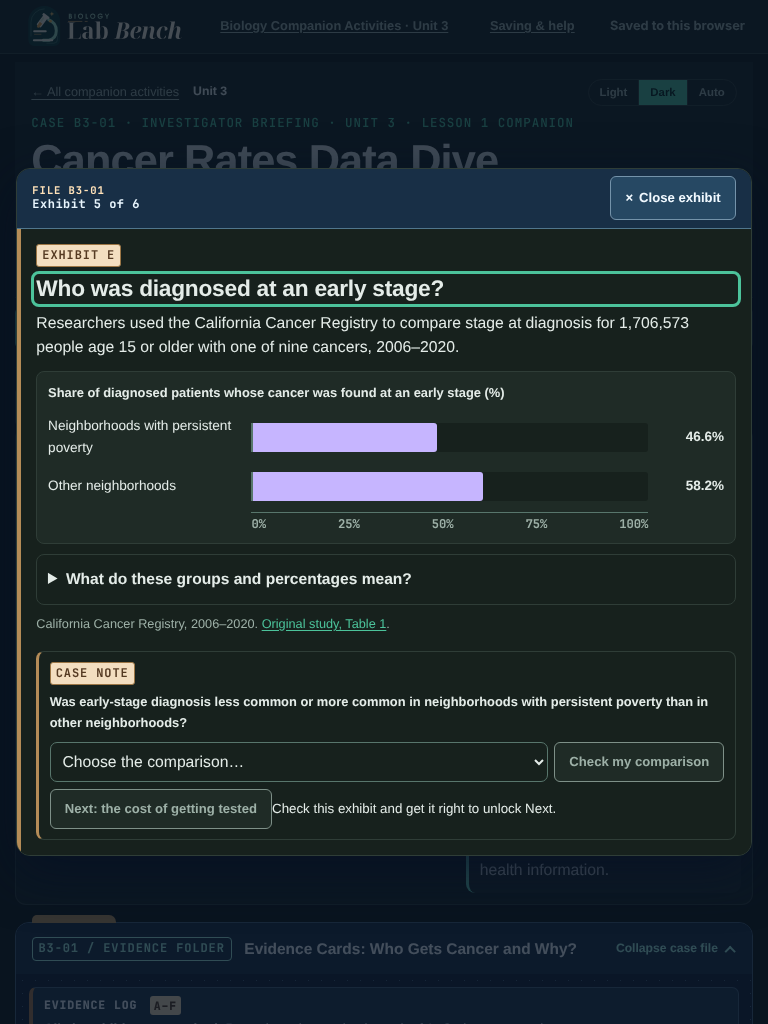 BIOLOGY
Lab Bench
Biology Companion Activities · Unit 3
Saving & help
Saved to this browser
← All companion activities
Unit 3
Light
Dark
Auto
CASE B3-01 · INVESTIGATOR BRIEFING · UNIT 3 · LESSON 1 COMPANION
Cancer Rates Data Dive
FILE B3-01
Exhibit 5 of 6
× Close exhibit
EXHIBIT E
Who was diagnosed at an early stage?
Researchers used the California Cancer Registry to compare stage at diagnosis for 1,706,573
people age 15 or older with one of nine cancers, 2006–2020.
Share of diagnosed patients whose cancer was found at an early stage (%)
Neighborhoods with persistent
poverty
46.6%
Other neighborhoods
58.2%
0%
25%
50%
75%
100%
▶ What do these groups and percentages mean?
California Cancer Registry, 2006–2020. Original study, Table 1.
CASE NOTE
Was early-stage diagnosis less common or more common in neighborhoods with persistent poverty than in
other neighborhoods?
Choose the comparison…
Check my comparison
Next: the cost of getting tested
Check this exhibit and get it right to unlock Next.
health information.
B3-01 / EVIDENCE FOLDER
Evidence Cards: Who Gets Cancer and Why?
Collapse case file
EVIDENCE LOG
A–F